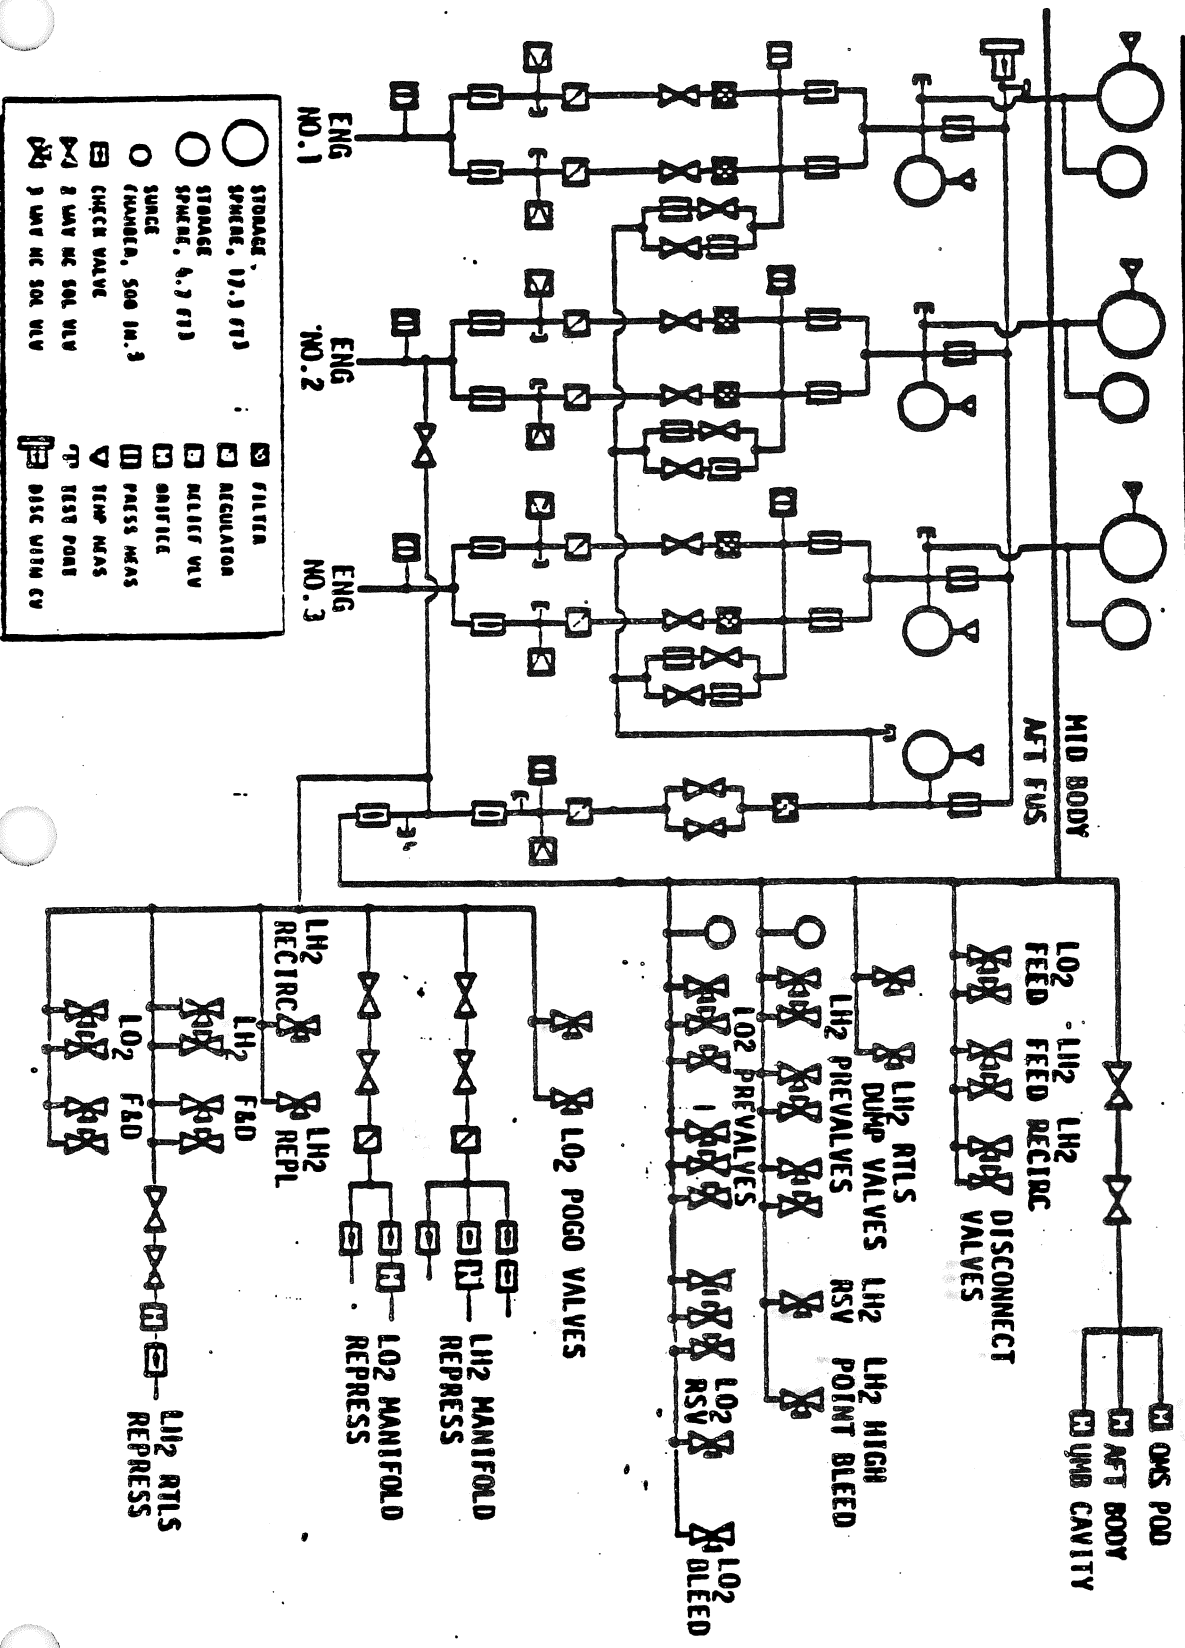 MID BODY
AFT FUS
ENG
NO.1
ENG
NO.2
ENG
NO.3
STORAGE
SPHERE, 17.3 FT3
STORAGE
SPHERE, 4.7 FT3
SURGE
CHAMBER, 500 IN.3
CHECK VALVE
2 WAY NC SOL VLV
3 WAY NC SOL VLV
FILTER
REGULATOR
RELIEF VLV
ORIFICE
PRESS MEAS
TEMP MEAS
TEST PORT
DISC WITH CV
OMS POD
AFT BODY
UMB CAVITY
LO2
FEED
LH2
FEED
LH2
RECIRC
DISCONNECT
VALVES
LH2 RTLS
DUMP VALVES
LH2 PREVALVES
LH2
RSV
LH2 HIGH
POINT BLEED
LO2 PREVALVES
LO2
RSV
LO2
BLEED
LO2 POGO VALVES
LH2 MANIFOLD
REPRESS
LO2 MANIFOLD
REPRESS
LH2
RECIRC
LH2
REPL
LH2 F&D
LO2 F&D
LH2 RTLS
REPRESS